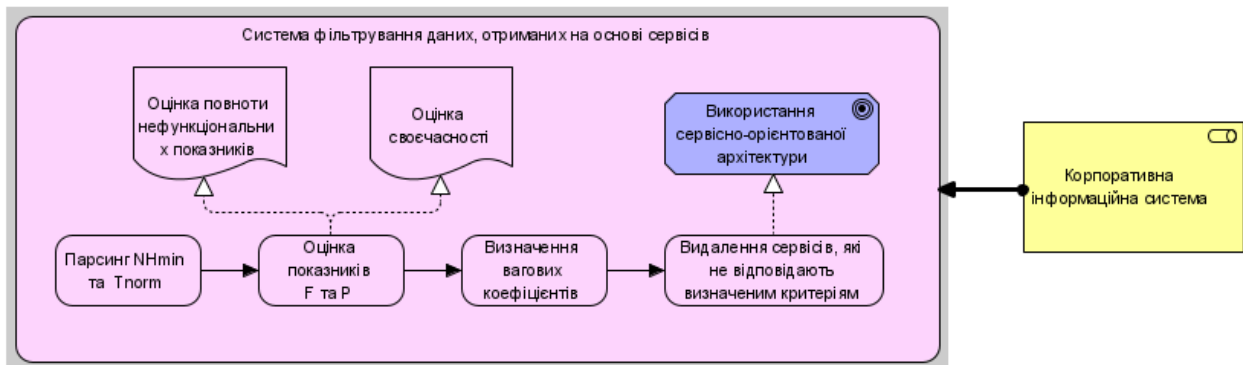 Система фільтрування даних, отриманих на основі сервісів
Оцінка повноти
нефункціональни
х показників
Оцінка
своєчасності
Використання
сервісно-орієнтованої
архітектури
Корпоративна
інформаційна система
Парсинг NHmin
та Tnorm
Оцінка
показників
F та P
Визначення
вагових
коефіцієнтів
Видалення сервісів, які
не відповідають
визначеним критеріям